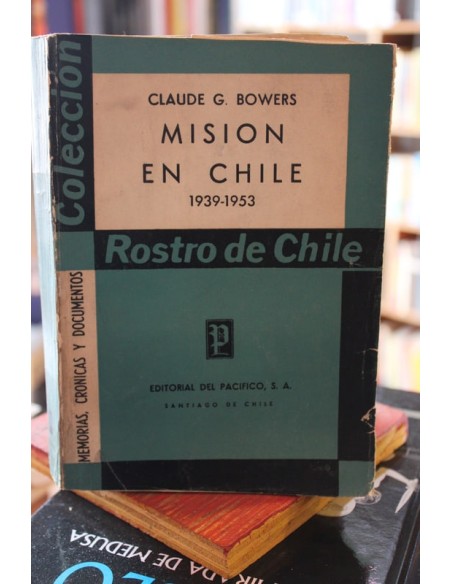 Colección
CLAUDE G. BOWERS
MISION
EN CHILE
1939-1953
Rostro de Chile
MEMORIAS, CRONICAS Y DOCUMENTOS
P
EDITORIAL DEL PACIFICO, S. A.
SANTIAGO DE CHILE
MIRADA DE MEDUSA